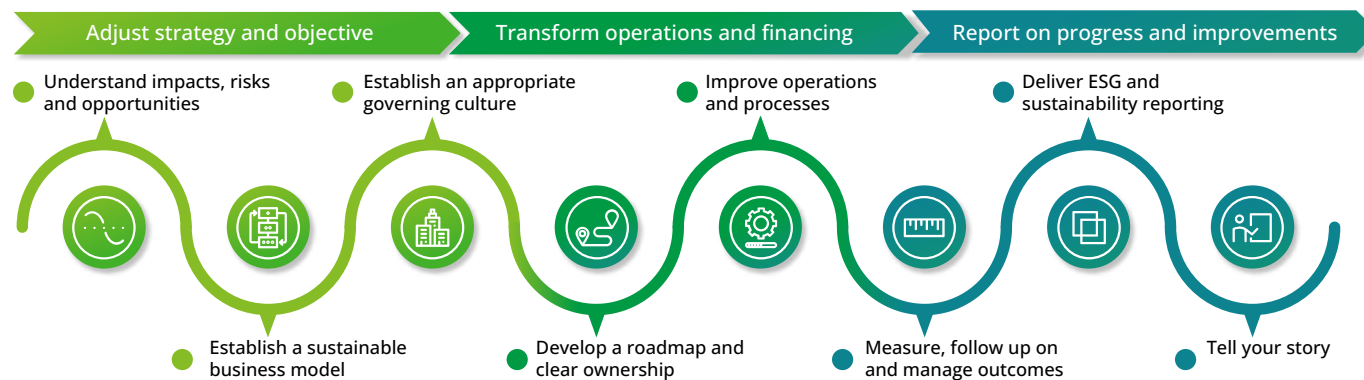 Adjust strategy and objective
Transform operations and financing
Report on progress and improvements
Understand impacts, risks
and opportunities
Establish an appropriate
governing culture
Improve operations
and processes
Deliver ESG and
sustainability reporting
Establish a sustainable
business model
Develop a roadmap and
clear ownership
Measure, follow up on
and manage outcomes
Tell your story